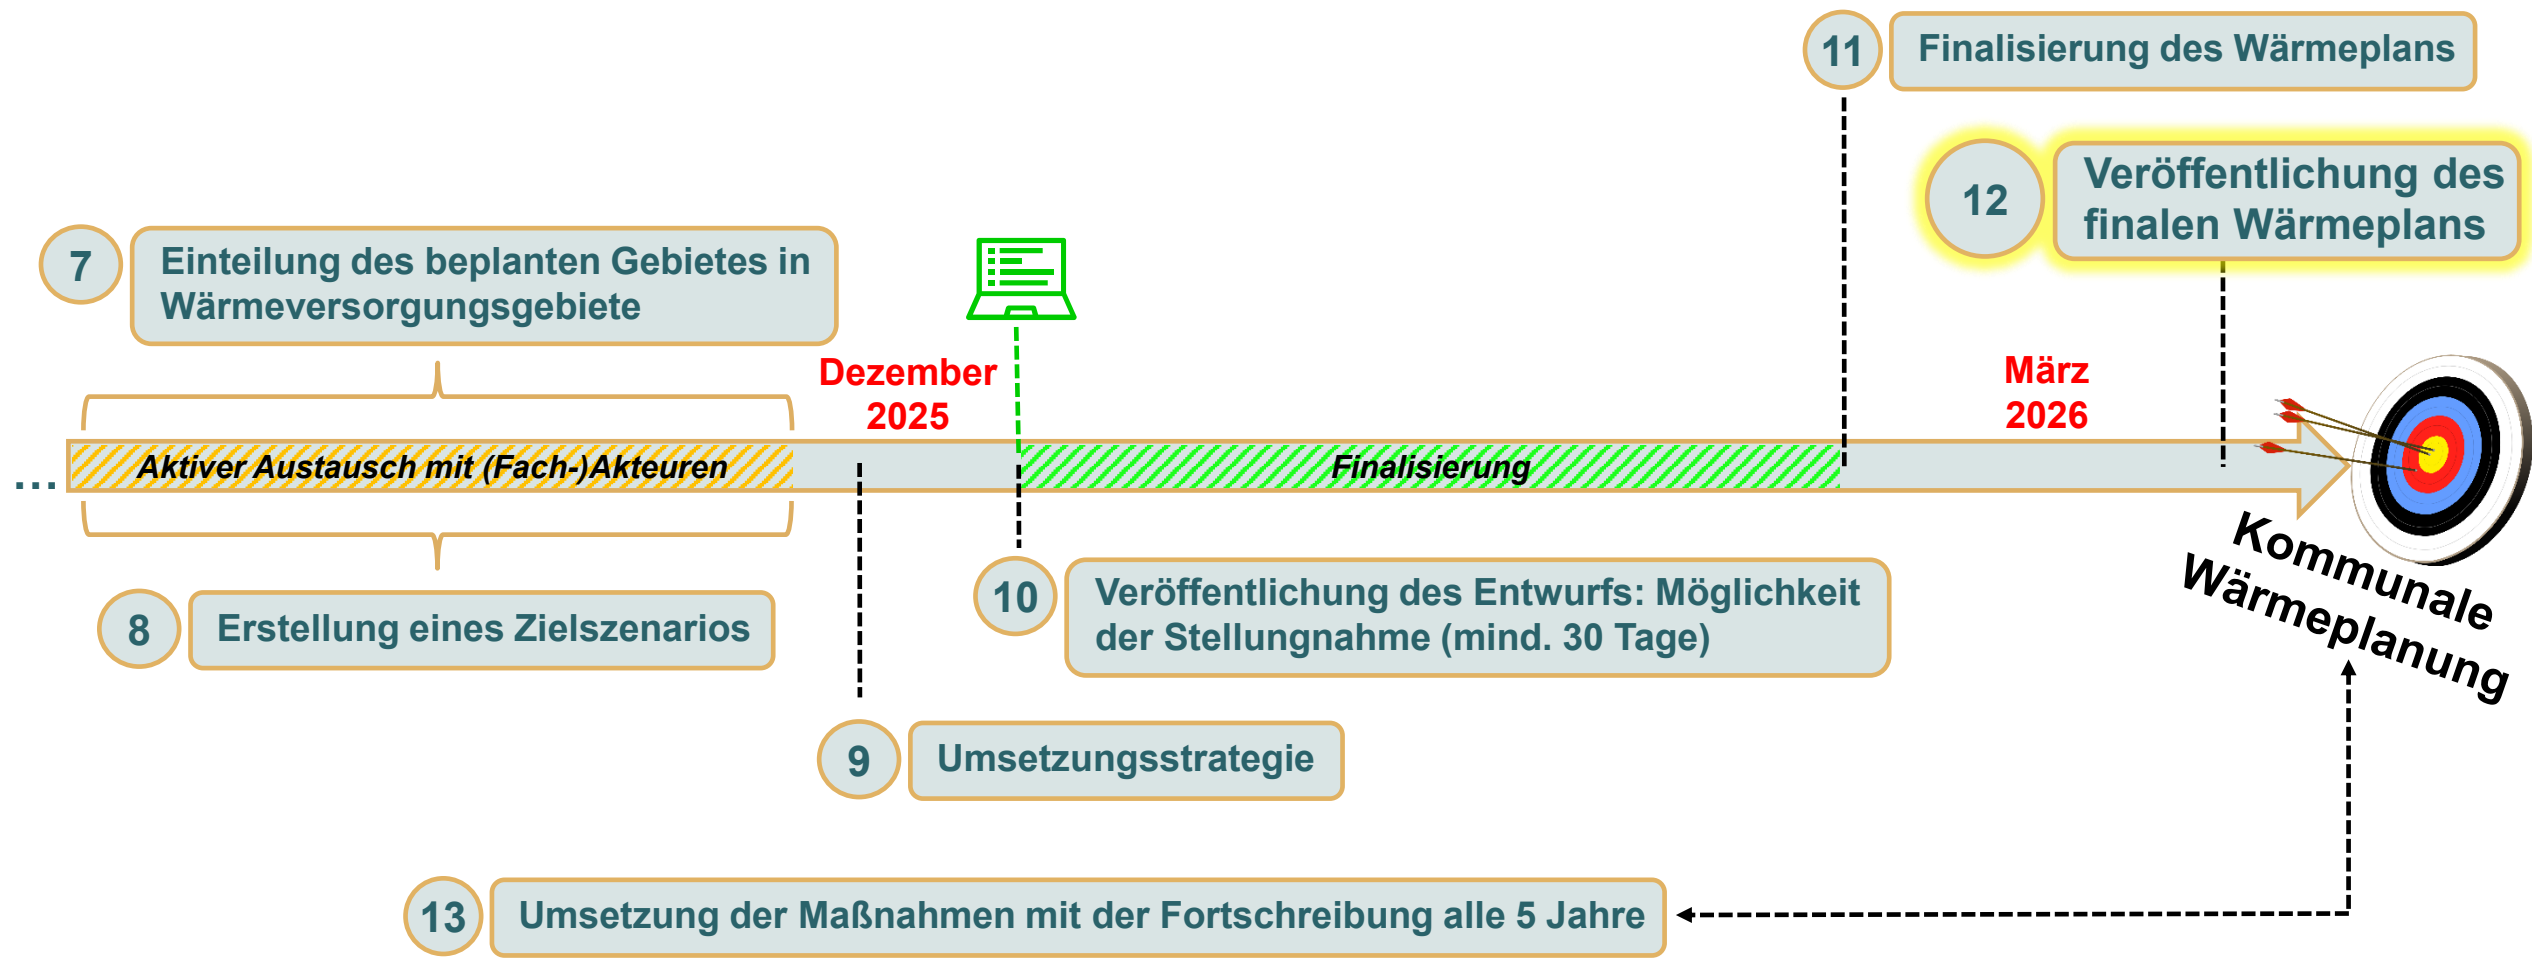 11
Finalisierung des Wärmeplans
12
Veröffentlichung des
finalen Wärmeplans
7
Einteilung des beplanten Gebietes in
Wärmeversorgungsgebiete
Dezember
2025
März
2026
...
Aktiver Austausch mit (Fach-)Akteuren
Finalisierung
Kommunale
Wärmeplanung
8
Erstellung eines Zielszenarios
10
Veröffentlichung des Entwurfs: Möglichkeit
der Stellungnahme (mind. 30 Tage)
9
Umsetzungsstrategie
13
Umsetzung der Maßnahmen mit der Fortschreibung alle 5 Jahre